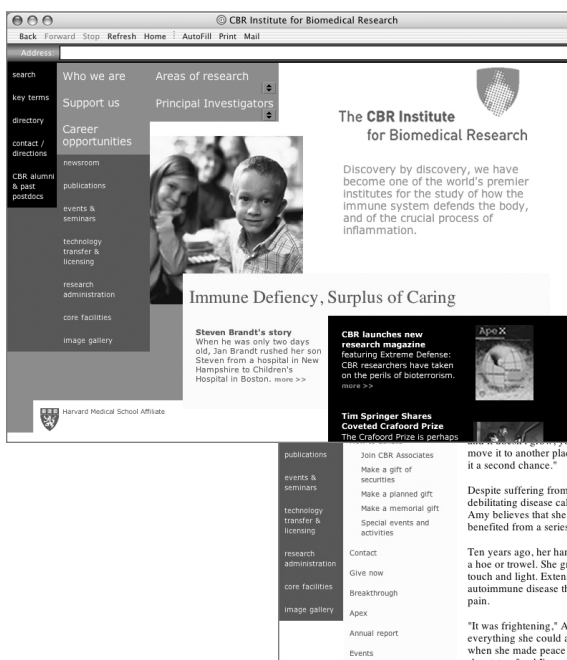 CBR Institute for Biomedical Research
Back Forward Stop Refresh Home AutoFill Print Mail
Address:
search
key terms
directory
contact /
directions
CBR alumni
& past
postdocs
Who we are
Support us
Career
opportunities
newsroom
publications
events &
seminars
technology
transfer &
licensing
research
administration
core facilities
image gallery
Areas of research
Principal Investigators
The CBR Institute
for Biomedical Research
Discovery by discovery, we have
become one of the world's premier
institutes for the study of how the
immune system defends the body,
and of the crucial process of
inflammation.
Immune Defiency, Surplus of Caring
Steven Brandt's story
When he was only two days
old, Jan Brandt rushed her son
Steven from a hospital in New
Hampshire to Children's
Hospital in Boston. more >>
CBR launches new
research magazine
featuring Extreme Defense:
CBR researchers have taken
on the perils of bioterrorism.
more >>
Apex
Tim Springer Shares
Coveted Crafoord Prize
The Crafoord Prize is perhaps
Harvard Medical School Affiliate
publications
events &
seminars
technology
transfer &
licensing
research
administration
core facilities
image gallery
Join CBR Associates
Make a gift of
securities
Make a planned gift
Make a memorial gift
Special events and
activities
Contact
Give now
Breakthrough
Apex
Annual report
Events
move it to another pla
it a second chance."
Despite suffering from
debilitating disease cal
Amy believes that she
benefited from a series
Ten years ago, her han
a hoe or trowel. She gr
touch and light. Exten
autoimmune disease th
pain.
"It was frightening," A
everything she could a
when she made peace